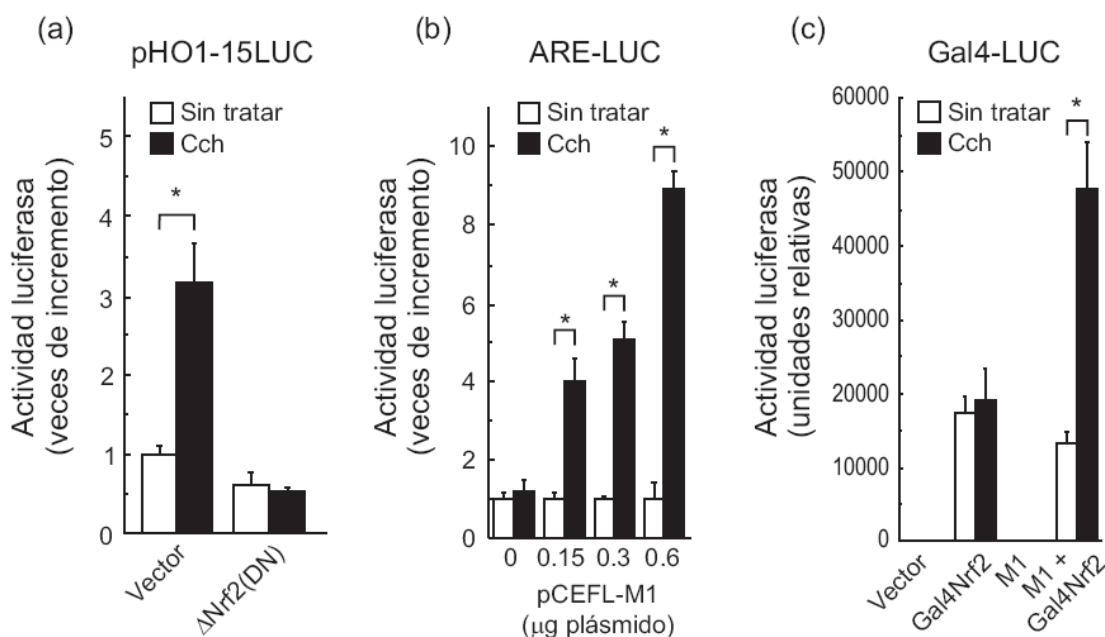 (a)
pHO1-15LUC
Sin tratar
Cch
Actividad luciferasa
(veces de incremento)
5
4
3
2
1
0
*
Vector
ΔNrf2(DN)
(b)
ARE-LUC
Sin tratar
Cch
Actividad luciferasa
(veces de incremento)
10
8
6
4
2
0
*
*
*
0 0.15 0.3 0.6
pCEFL-M1
(μg plásmido)
(c)
Gal4-LUC
Sin tratar
Cch
Actividad luciferasa
(unidades relativas)
60000
50000
40000
30000
20000
10000
0
*
Vector
Gal4Nrf2
M1
M1 +
Gal4Nrf2